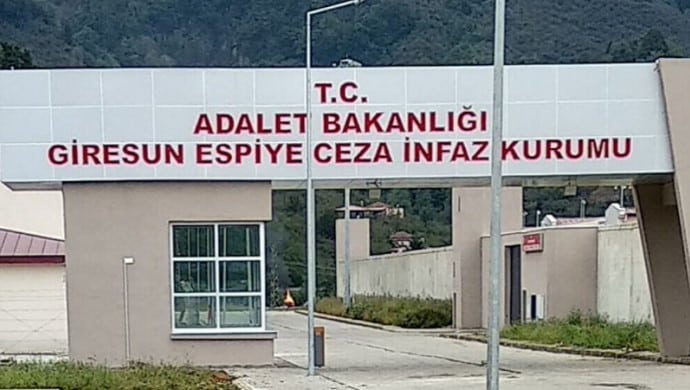 T.C.
ADALET BAKANLIĞI
GİRESUN ESPİYE CEZA İNFAZ KURUMU